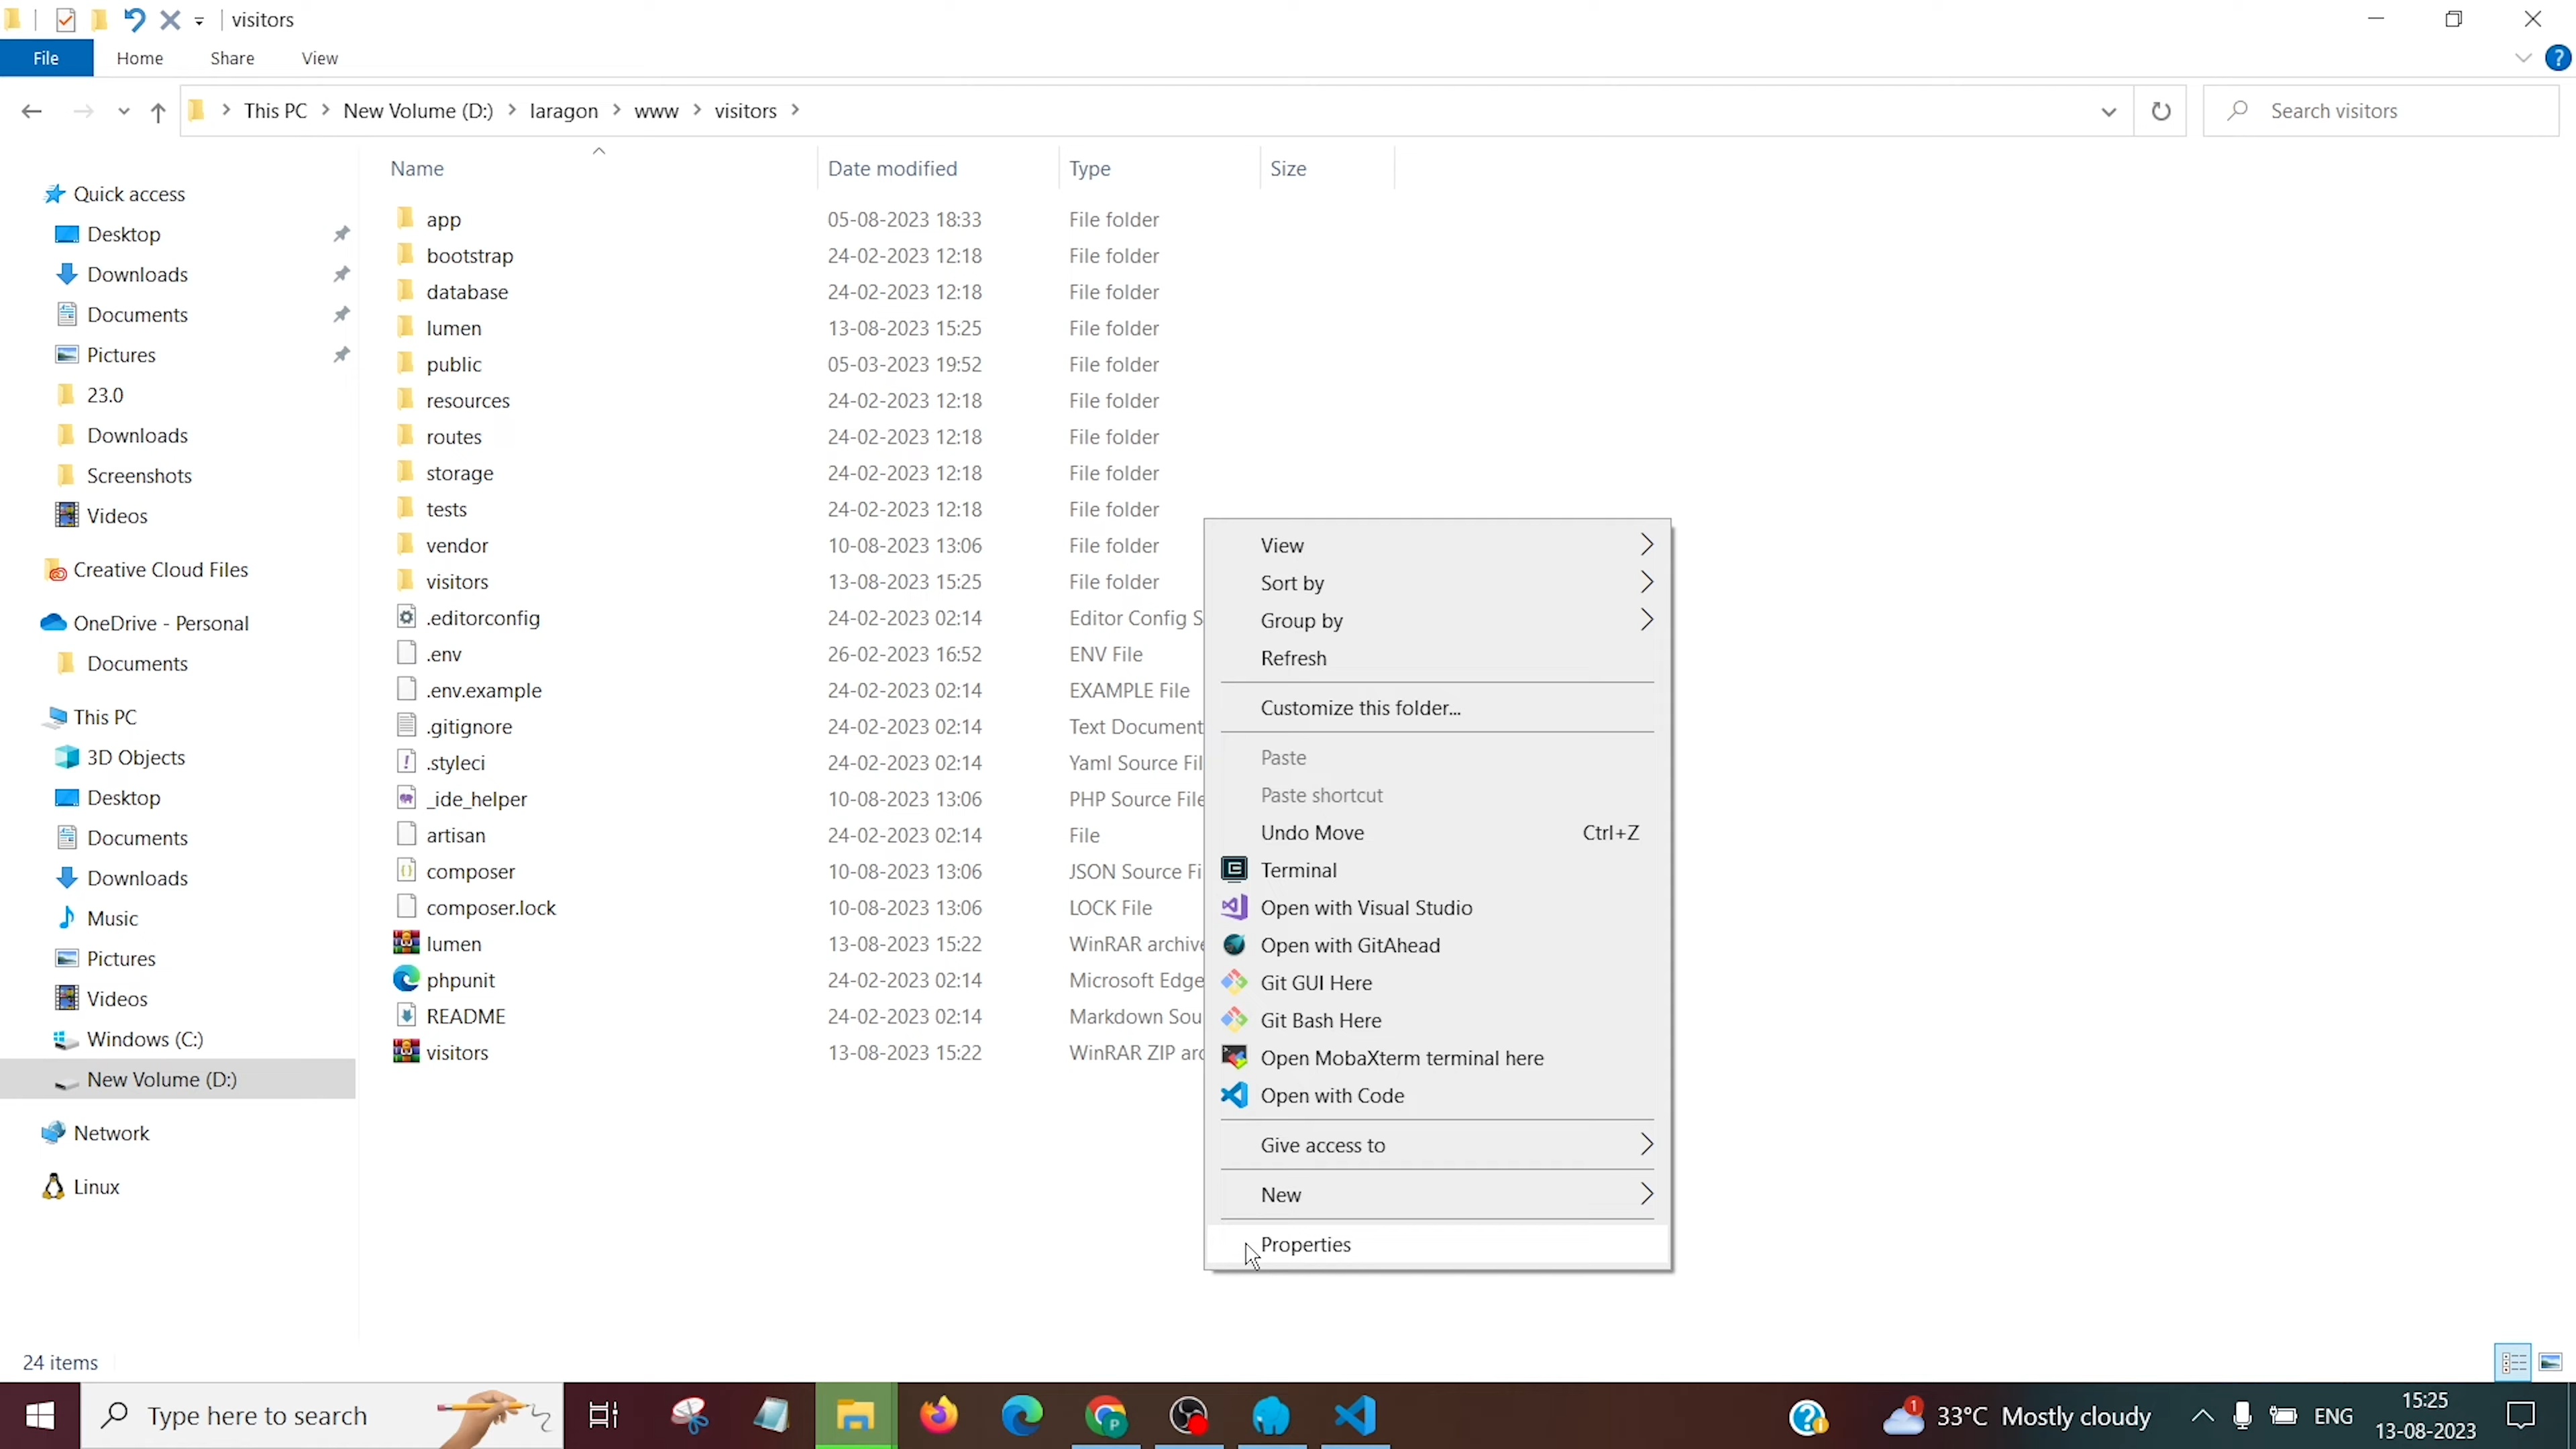 visitors
File Home Share View
This PC New Volume (D:) laragon www visitors
Search visitors
Name Date modified Type Size
Quick access
Desktop
Downloads
Documents
Pictures
23.0
Downloads
Screenshots
Videos
Creative Cloud Files
OneDrive - Personal
Documents
This PC
3D Objects
Desktop
Documents
Downloads
Music
Pictures
Videos
Windows (C:)
New Volume (D:)
Network
Linux
app 05-08-2023 18:33 File folder
bootstrap 24-02-2023 12:18 File folder
database 24-02-2023 12:18 File folder
lumen 13-08-2023 15:25 File folder
public 05-03-2023 19:52 File folder
resources 24-02-2023 12:18 File folder
routes 24-02-2023 12:18 File folder
storage 24-02-2023 12:18 File folder
tests 24-02-2023 12:18 File folder
vendor 10-08-2023 13:06 File folder
visitors 13-08-2023 15:25 File folder
.editorconfig 24-02-2023 02:14 Editor Config S
.env 26-02-2023 16:52 ENV File
.env.example 24-02-2023 02:14 EXAMPLE File
.gitignore 24-02-2023 02:14 Text Document
.styleci 24-02-2023 02:14 Yaml Source Fil
_ide_helper 10-08-2023 13:06 PHP Source File
artisan 24-02-2023 02:14 File
composer 10-08-2023 13:06 JSON Source Fi
composer.lock 10-08-2023 13:06 LOCK File
lumen 13-08-2023 15:22 WinRAR archive
phpunit 24-02-2023 02:14 Microsoft Edge
README 24-02-2023 02:14 Markdown Sou
visitors 13-08-2023 15:22 WinRAR ZIP arc
View
Sort by
Group by
Refresh
Customize this folder...
Paste
Paste shortcut
Undo Move Ctrl+Z
Terminal
Open with Visual Studio
Open with GitAhead
Git GUI Here
Git Bash Here
Open MobaXterm terminal here
Open with Code
Give access to
New
Properties
24 items
Type here to search
1
33°C Mostly cloudy
ENG
15:25
13-08-2023